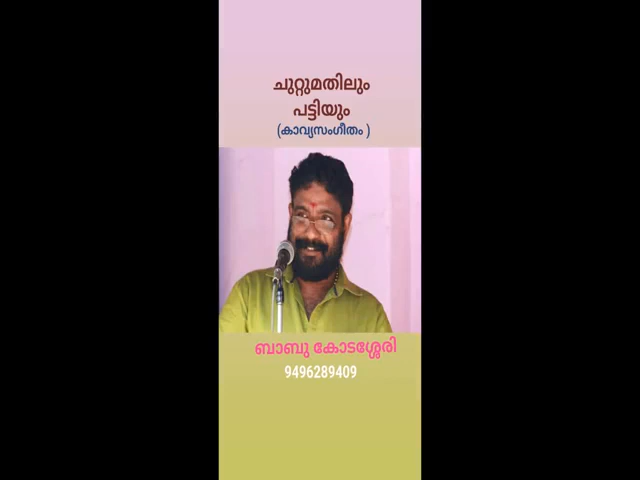 ചുറ്റുമതിലും
പട്ടിയും
(കാവ്യസംഗീതം )
ബാബു കോടശ്ശേരി
9496289409